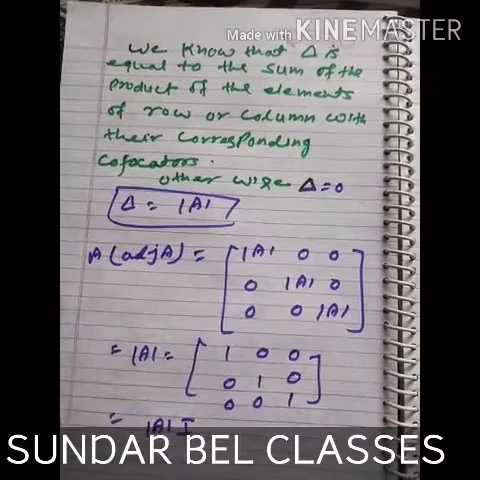 Made with KINEMASTER
We know that Δ is
equal to the sum of the
product of the elements
of row or column with
their corresponding
cofocators.
other wise Δ=0
Δ = |A|
A (adjA) = [ |A| 0 0
0 |A| 0
0 0 |A| ]
= |A| = [ 1 0 0
0 1 0
0 0 1 ]
= |A| I
SUNDAR BEL CLASSES